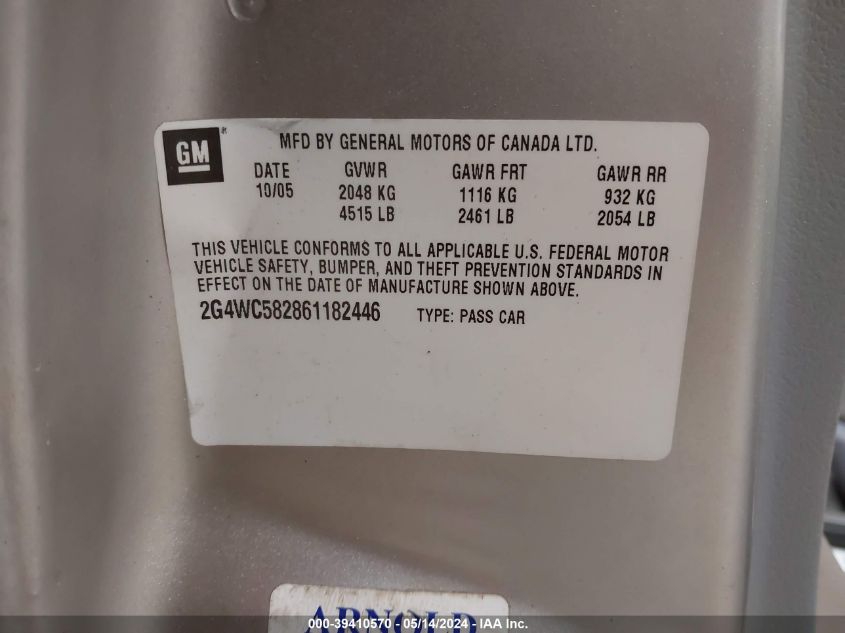 GM ® MFD BY GENERAL MOTORS OF CANADA LTD.
DATE GVWR GAWR FRT GAWR RR
10/05 2048 KG 1116 KG 932 KG
4515 LB 2461 LB 2054 LB
THIS VEHICLE CONFORMS TO ALL APPLICABLE U.S. FEDERAL MOTOR
VEHICLE SAFETY, BUMPER, AND THEFT PREVENTION STANDARDS IN
EFFECT ON THE DATE OF MANUFACTURE SHOWN ABOVE.
2G4WC582861182446 TYPE: PASS CAR
ARNOLD
000-39410570 - 05/14/2024 - IAA Inc.